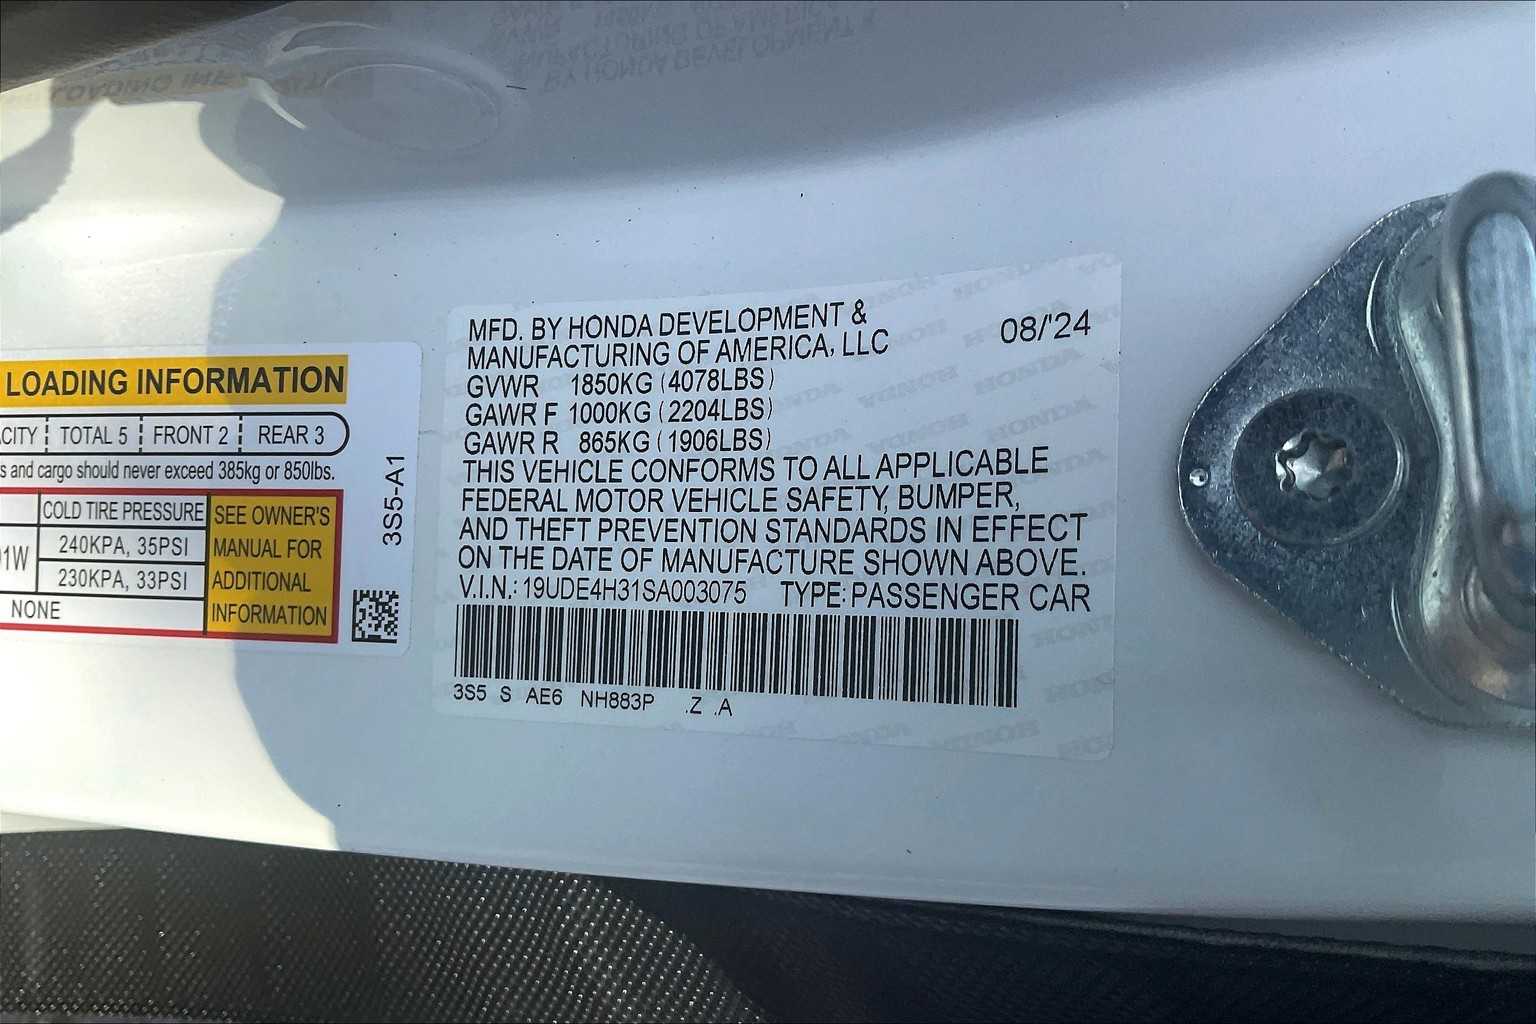 LOADING INFORMATION
ACITY TOTAL 5 FRONT 2 REAR 3
s and cargo should never exceed 385kg or 850lbs.
COLD TIRE PRESSURE
240KPA, 35PSI
01W
230KPA, 33PSI
NONE
SEE OWNER'S
MANUAL FOR
ADDITIONAL
INFORMATION
3S5-A1
MFD. BY HONDA DEVELOPMENT &
MANUFACTURING OF AMERICA, LLC
08/'24
GVWR 1850KG (4078LBS)
GAWR F 1000KG (2204LBS)
GAWR R 865KG (1906LBS)
THIS VEHICLE CONFORMS TO ALL APPLICABLE
FEDERAL MOTOR VEHICLE SAFETY, BUMPER,
AND THEFT PREVENTION STANDARDS IN EFFECT
ON THE DATE OF MANUFACTURE SHOWN ABOVE.
V.I.N.: 19UDE4H31SA003075 TYPE: PASSENGER CAR
3S5 S AE6 NH883P .Z .A